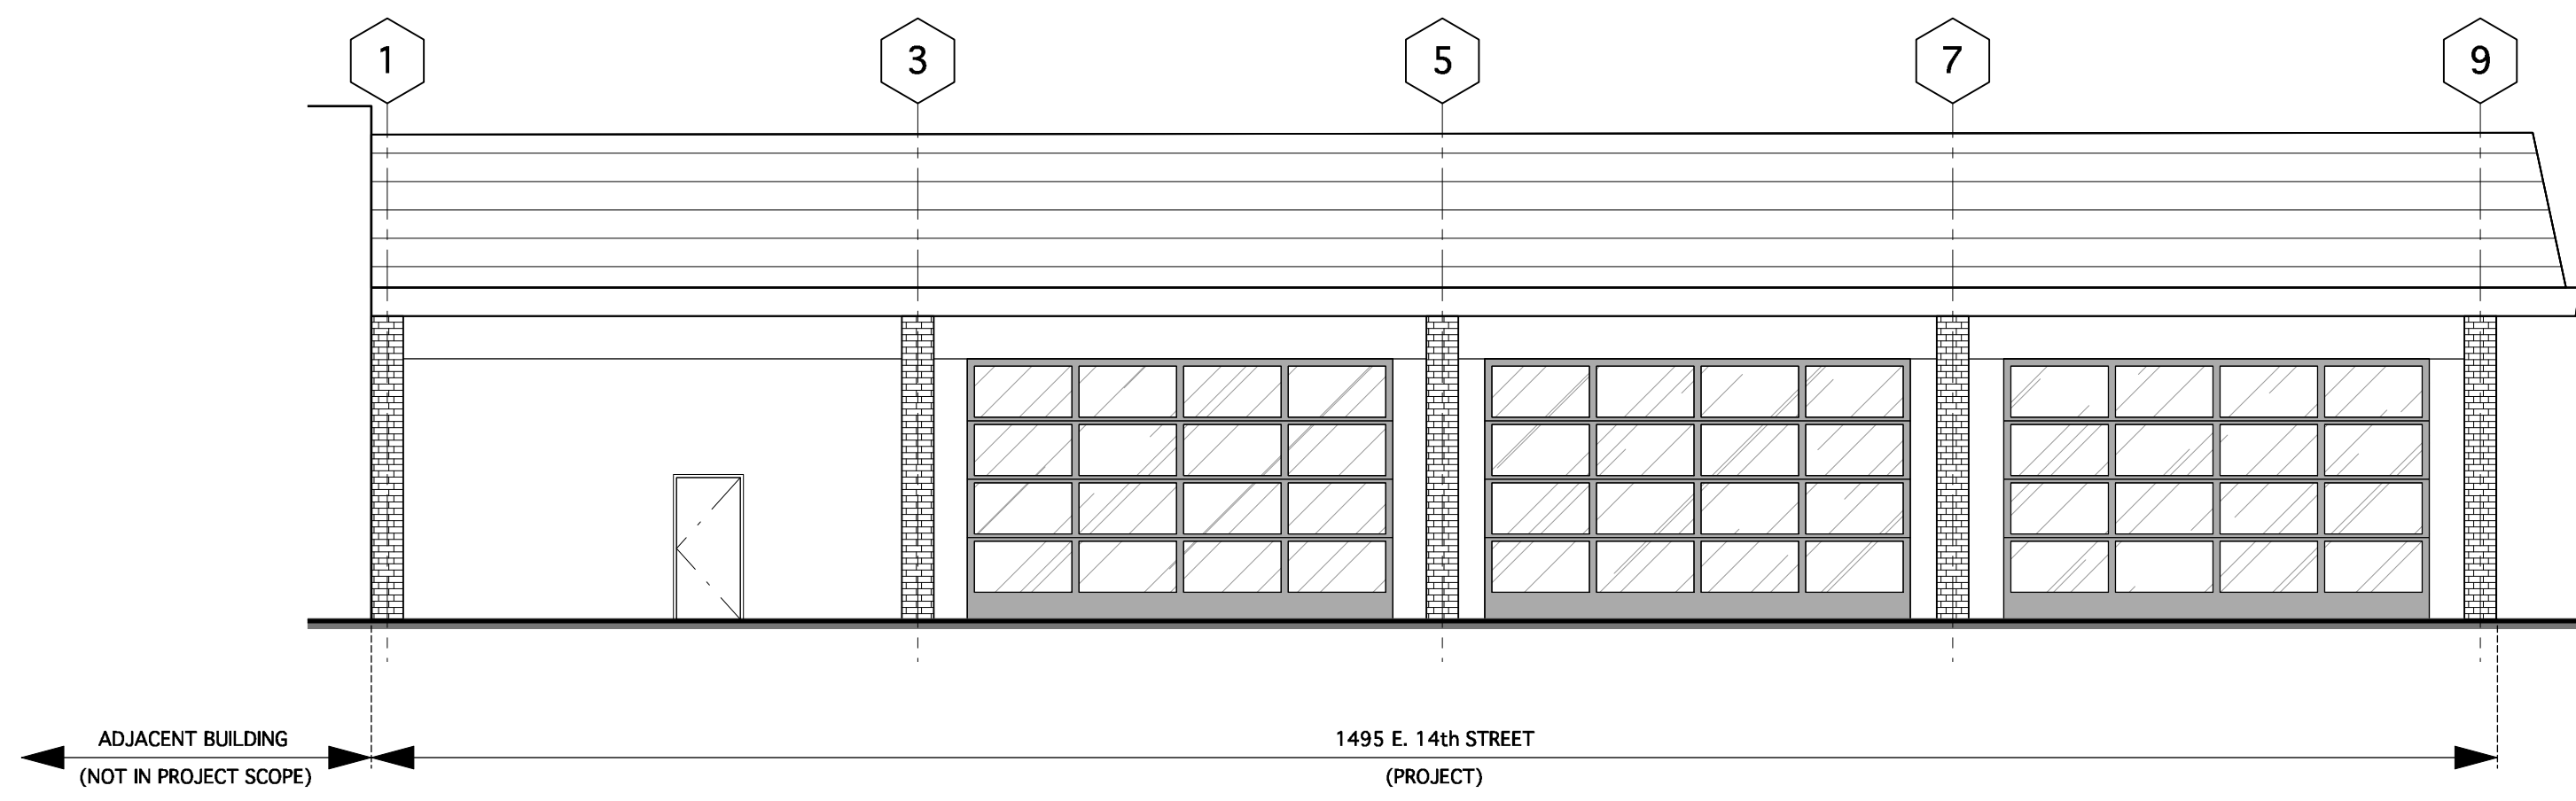 1
3
5
7
9
ADJACENT BUILDING
(NOT IN PROJECT SCOPE)
1495 E. 14th STREET
(PROJECT)